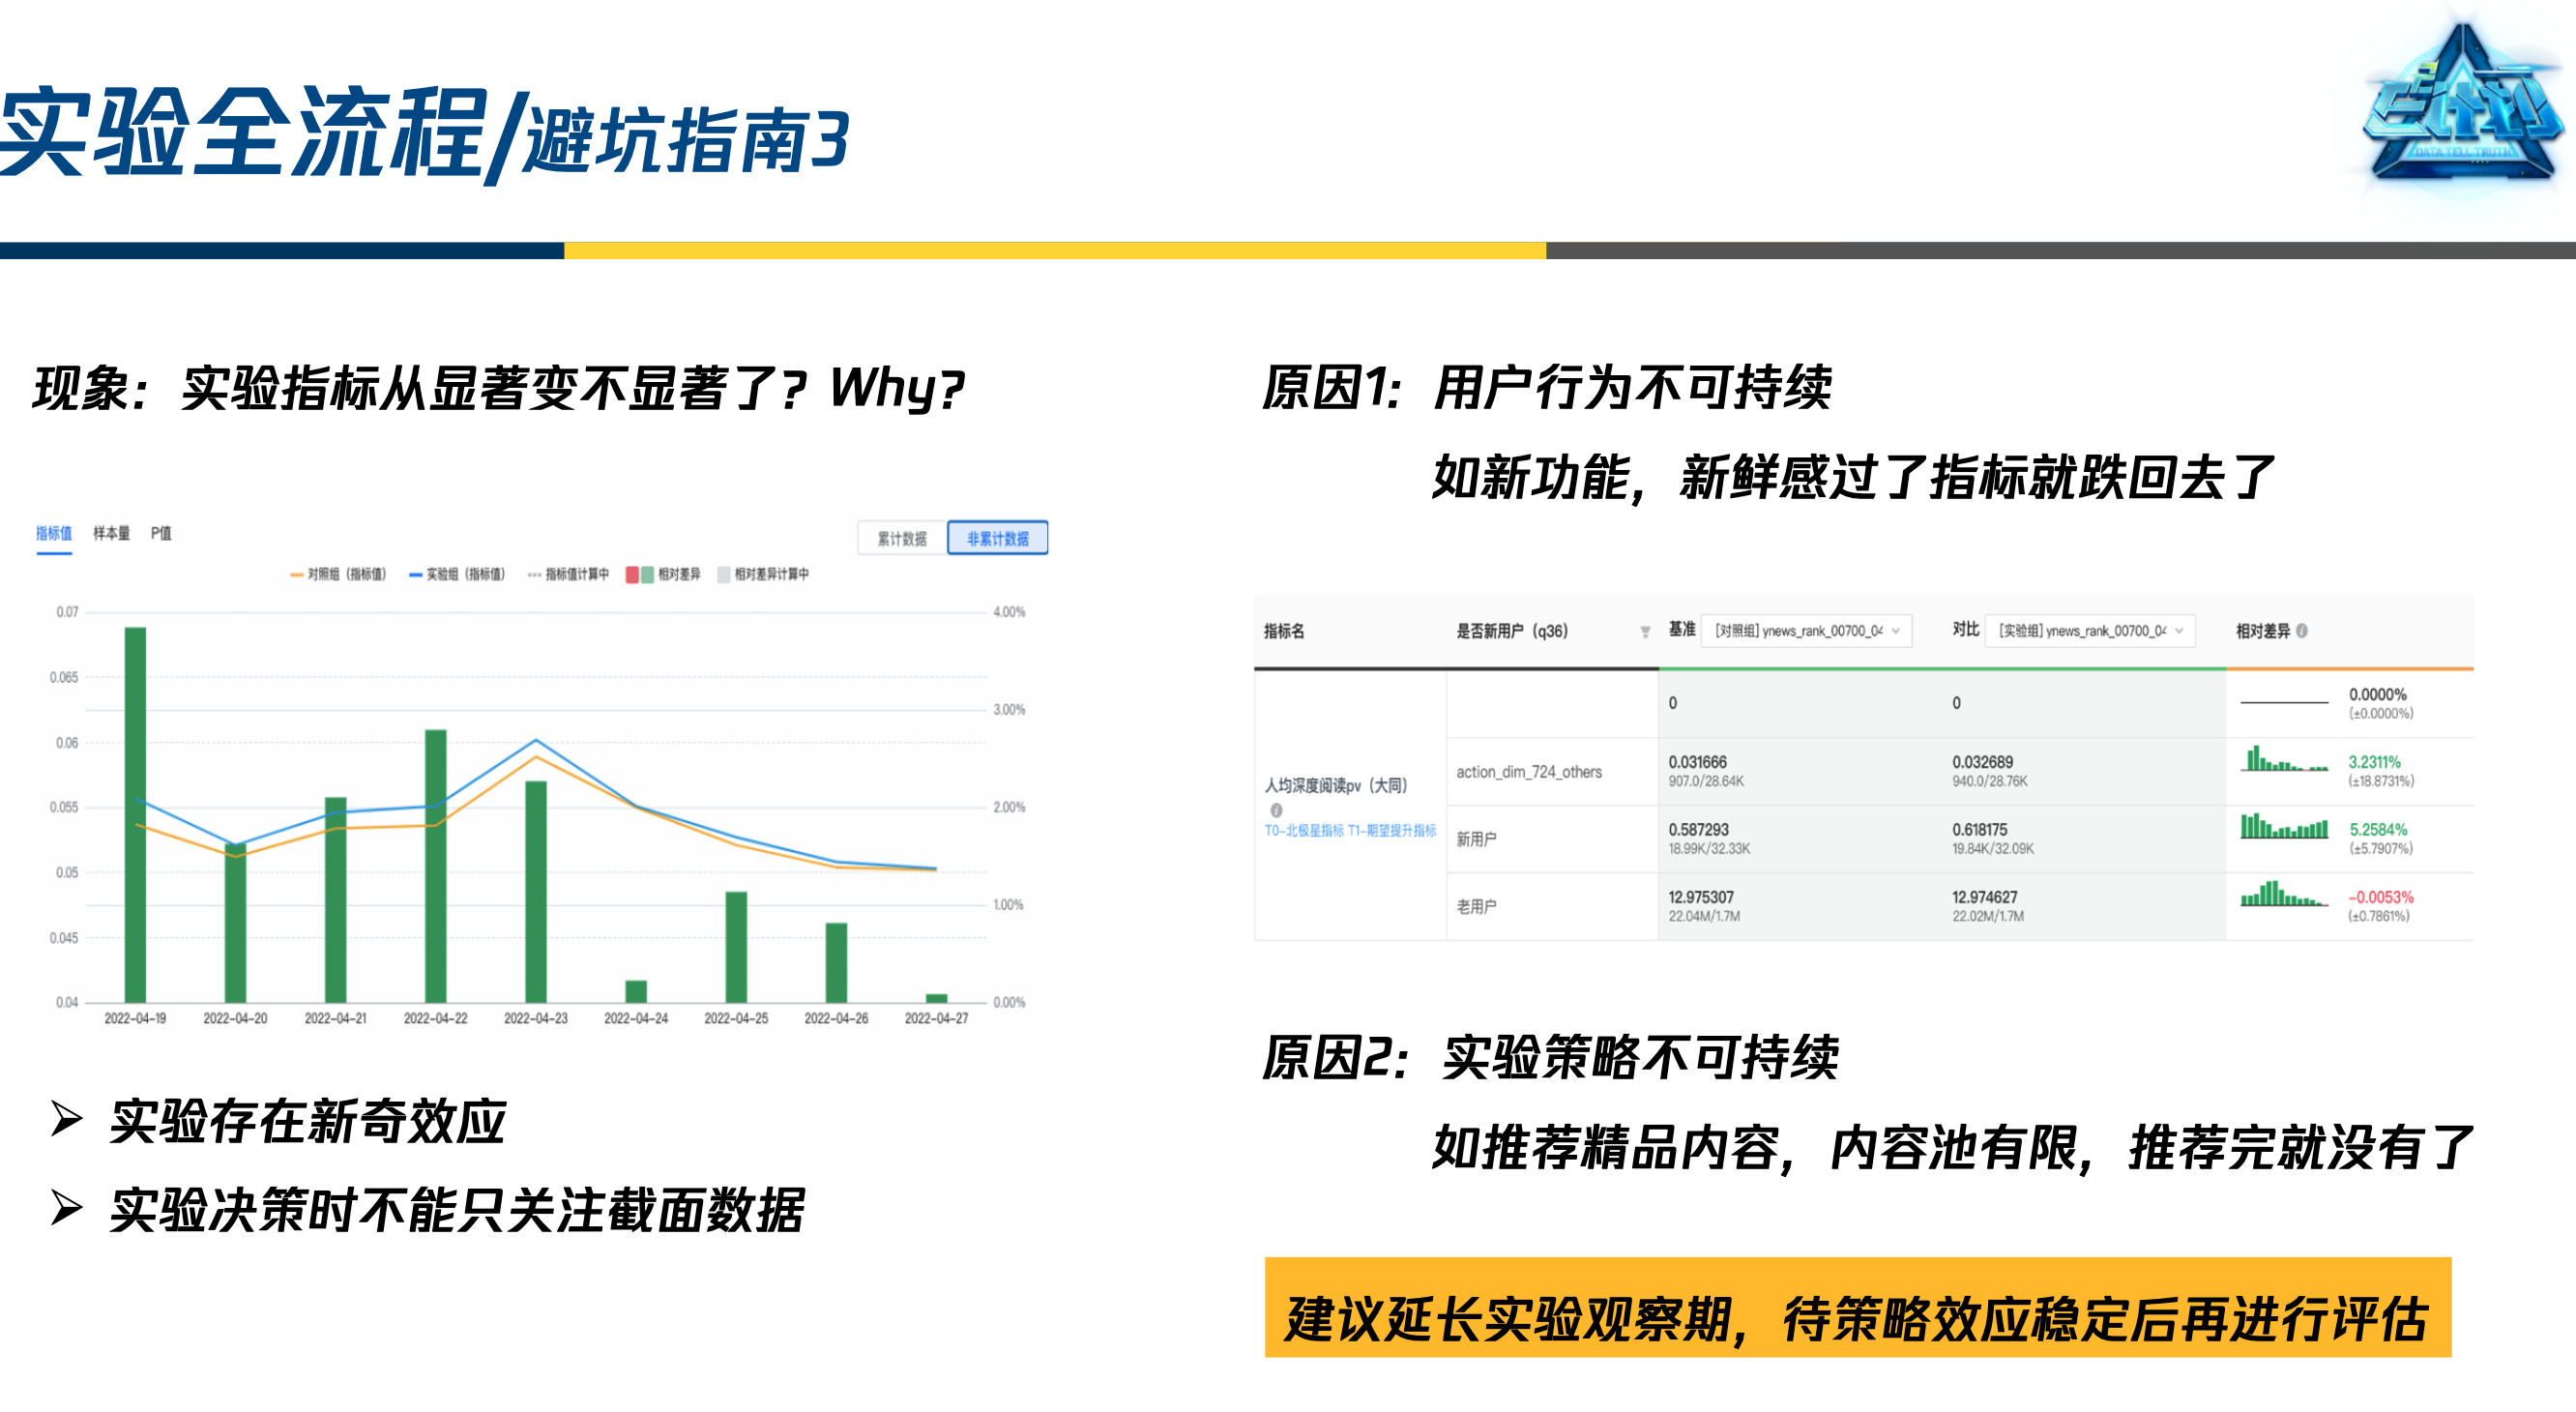 实验全流程/避坑指南3
DATA TELL TRUTH
现象：实验指标从显著变不显著了？Why？
指标值 样本量 P值
累计数据 非累计数据
对照组（指标值） 实验组（指标值） 指标值计算中 相对差异 相对差异计算中
0.07 4.00%
0.065
3.00%
0.06
0.055 2.00%
0.05
1.00%
0.045
0.04 0.00%
2022-04-19 2022-04-20 2022-04-21 2022-04-22 2022-04-23 2022-04-24 2022-04-25 2022-04-26 2022-04-27
➢ 实验存在新奇效应
➢ 实验决策时不能只关注截面数据
原因1：用户行为不可持续
如新功能，新鲜感过了指标就跌回去了
指标名 是否新用户（q36） 基准 [对照组] ynews_rank_00700_04 对比 [实验组] ynews_rank_00700_04 相对差异
0 0 0.0000%
(±0.0000%)
人均深度阅读pv（大同）
T0-北极星指标 T1-期望提升指标
action_dim_724_others 0.031666 0.032689 3.2311%
907.0/28.64K 940.0/28.76K (±18.8731%)
新用户 0.587293 0.618175 5.2584%
18.99K/32.33K 19.84K/32.09K (±5.7907%)
老用户 12.975307 12.974627 -0.0053%
22.04M/1.7M 22.02M/1.7M (±0.7861%)
原因2：实验策略不可持续
如推荐精品内容，内容池有限，推荐完就没有了
建议延长实验观察期，待策略效应稳定后再进行评估